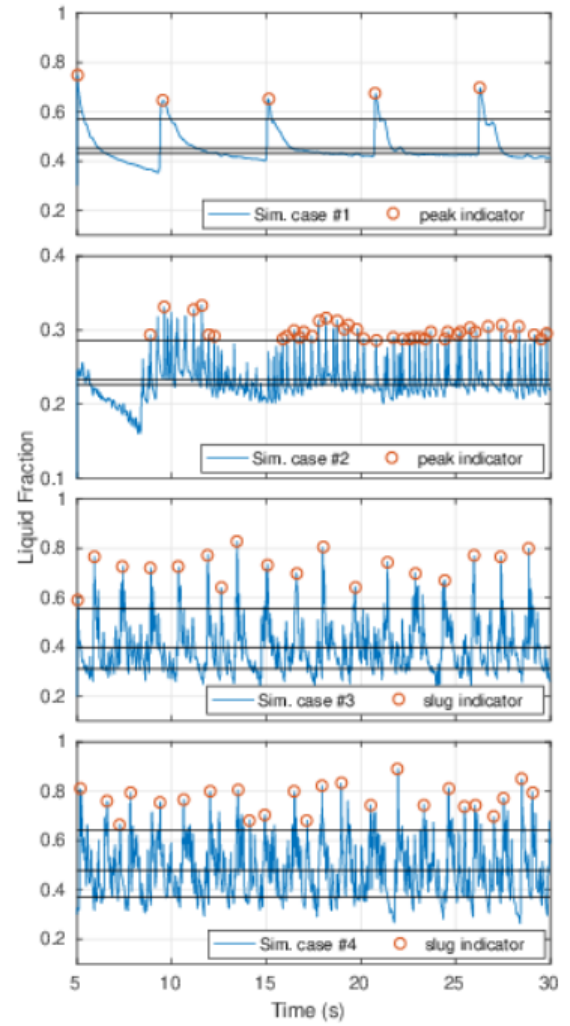 1
0.8
0.6
0.4
0.2
Sim. case #1 peak indicator
0.4
0.3
0.2
0.1
Sim. case #2 peak indicator
Liquid Fraction
1
0.8
0.6
0.4
0.2
Sim. case #3 slug indicator
1
0.8
0.6
0.4
0.2
Sim. case #4 slug indicator
5 10 15 20 25 30
Time (s)